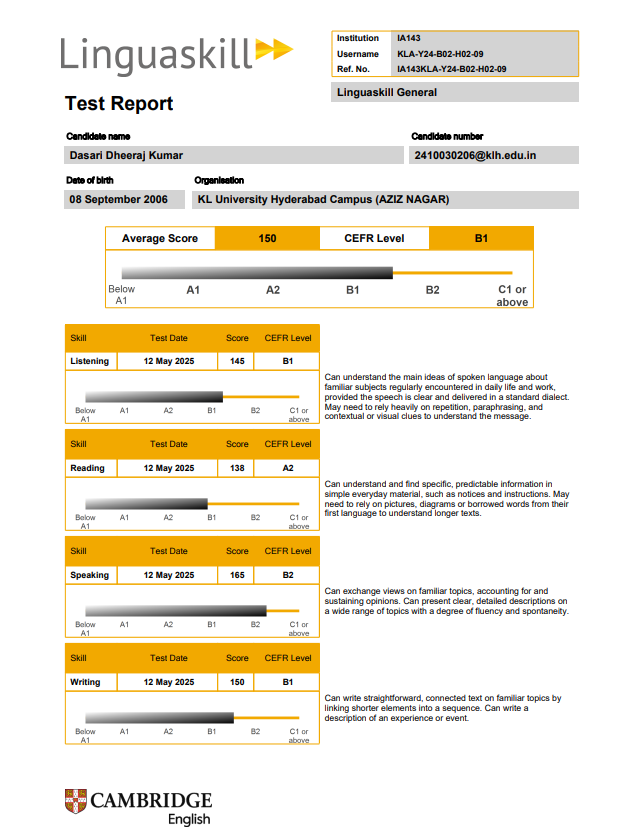 Linguaskill
Institution IA143
Username KLA-Y24-B02-H02-09
Ref. No. IA143KLA-Y24-B02-H02-09
Linguaskill General
Test Report
Candidate name Candidate number
Dasari Dheeraj Kumar 2410030206@klh.edu.in
Date of birth Organisation
08 September 2006 KL University Hyderabad Campus (AZIZ NAGAR)
Average Score 150 CEFR Level B1
Below A1 A1 A2 B1 B2 C1 or above
Skill Test Date Score CEFR Level
Listening 12 May 2025 145 B1
Below A1 A1 A2 B1 B2 C1 or above
Can understand the main ideas of spoken language about
familiar subjects regularly encountered in daily life and work,
provided the speech is clear and delivered in a standard dialect.
May need to rely heavily on repetition, paraphrasing, and
contextual or visual clues to understand the message.
Skill Test Date Score CEFR Level
Reading 12 May 2025 138 A2
Below A1 A1 A2 B1 B2 C1 or above
Can understand and find specific, predictable information in
simple everyday material, such as notices and instructions. May
need to rely on pictures, diagrams or borrowed words from their
first language to understand longer texts.
Skill Test Date Score CEFR Level
Speaking 12 May 2025 165 B2
Below A1 A1 A2 B1 B2 C1 or above
Can exchange views on familiar topics, accounting for and
sustaining opinions. Can present clear, detailed descriptions on
a wide range of topics with a degree of fluency and spontaneity.
Skill Test Date Score CEFR Level
Writing 12 May 2025 150 B1
Below A1 A1 A2 B1 B2 C1 or above
Can write straightforward, connected text on familiar topics by
linking shorter elements into a sequence. Can write a
description of an experience or event.
CAMBRIDGE
English